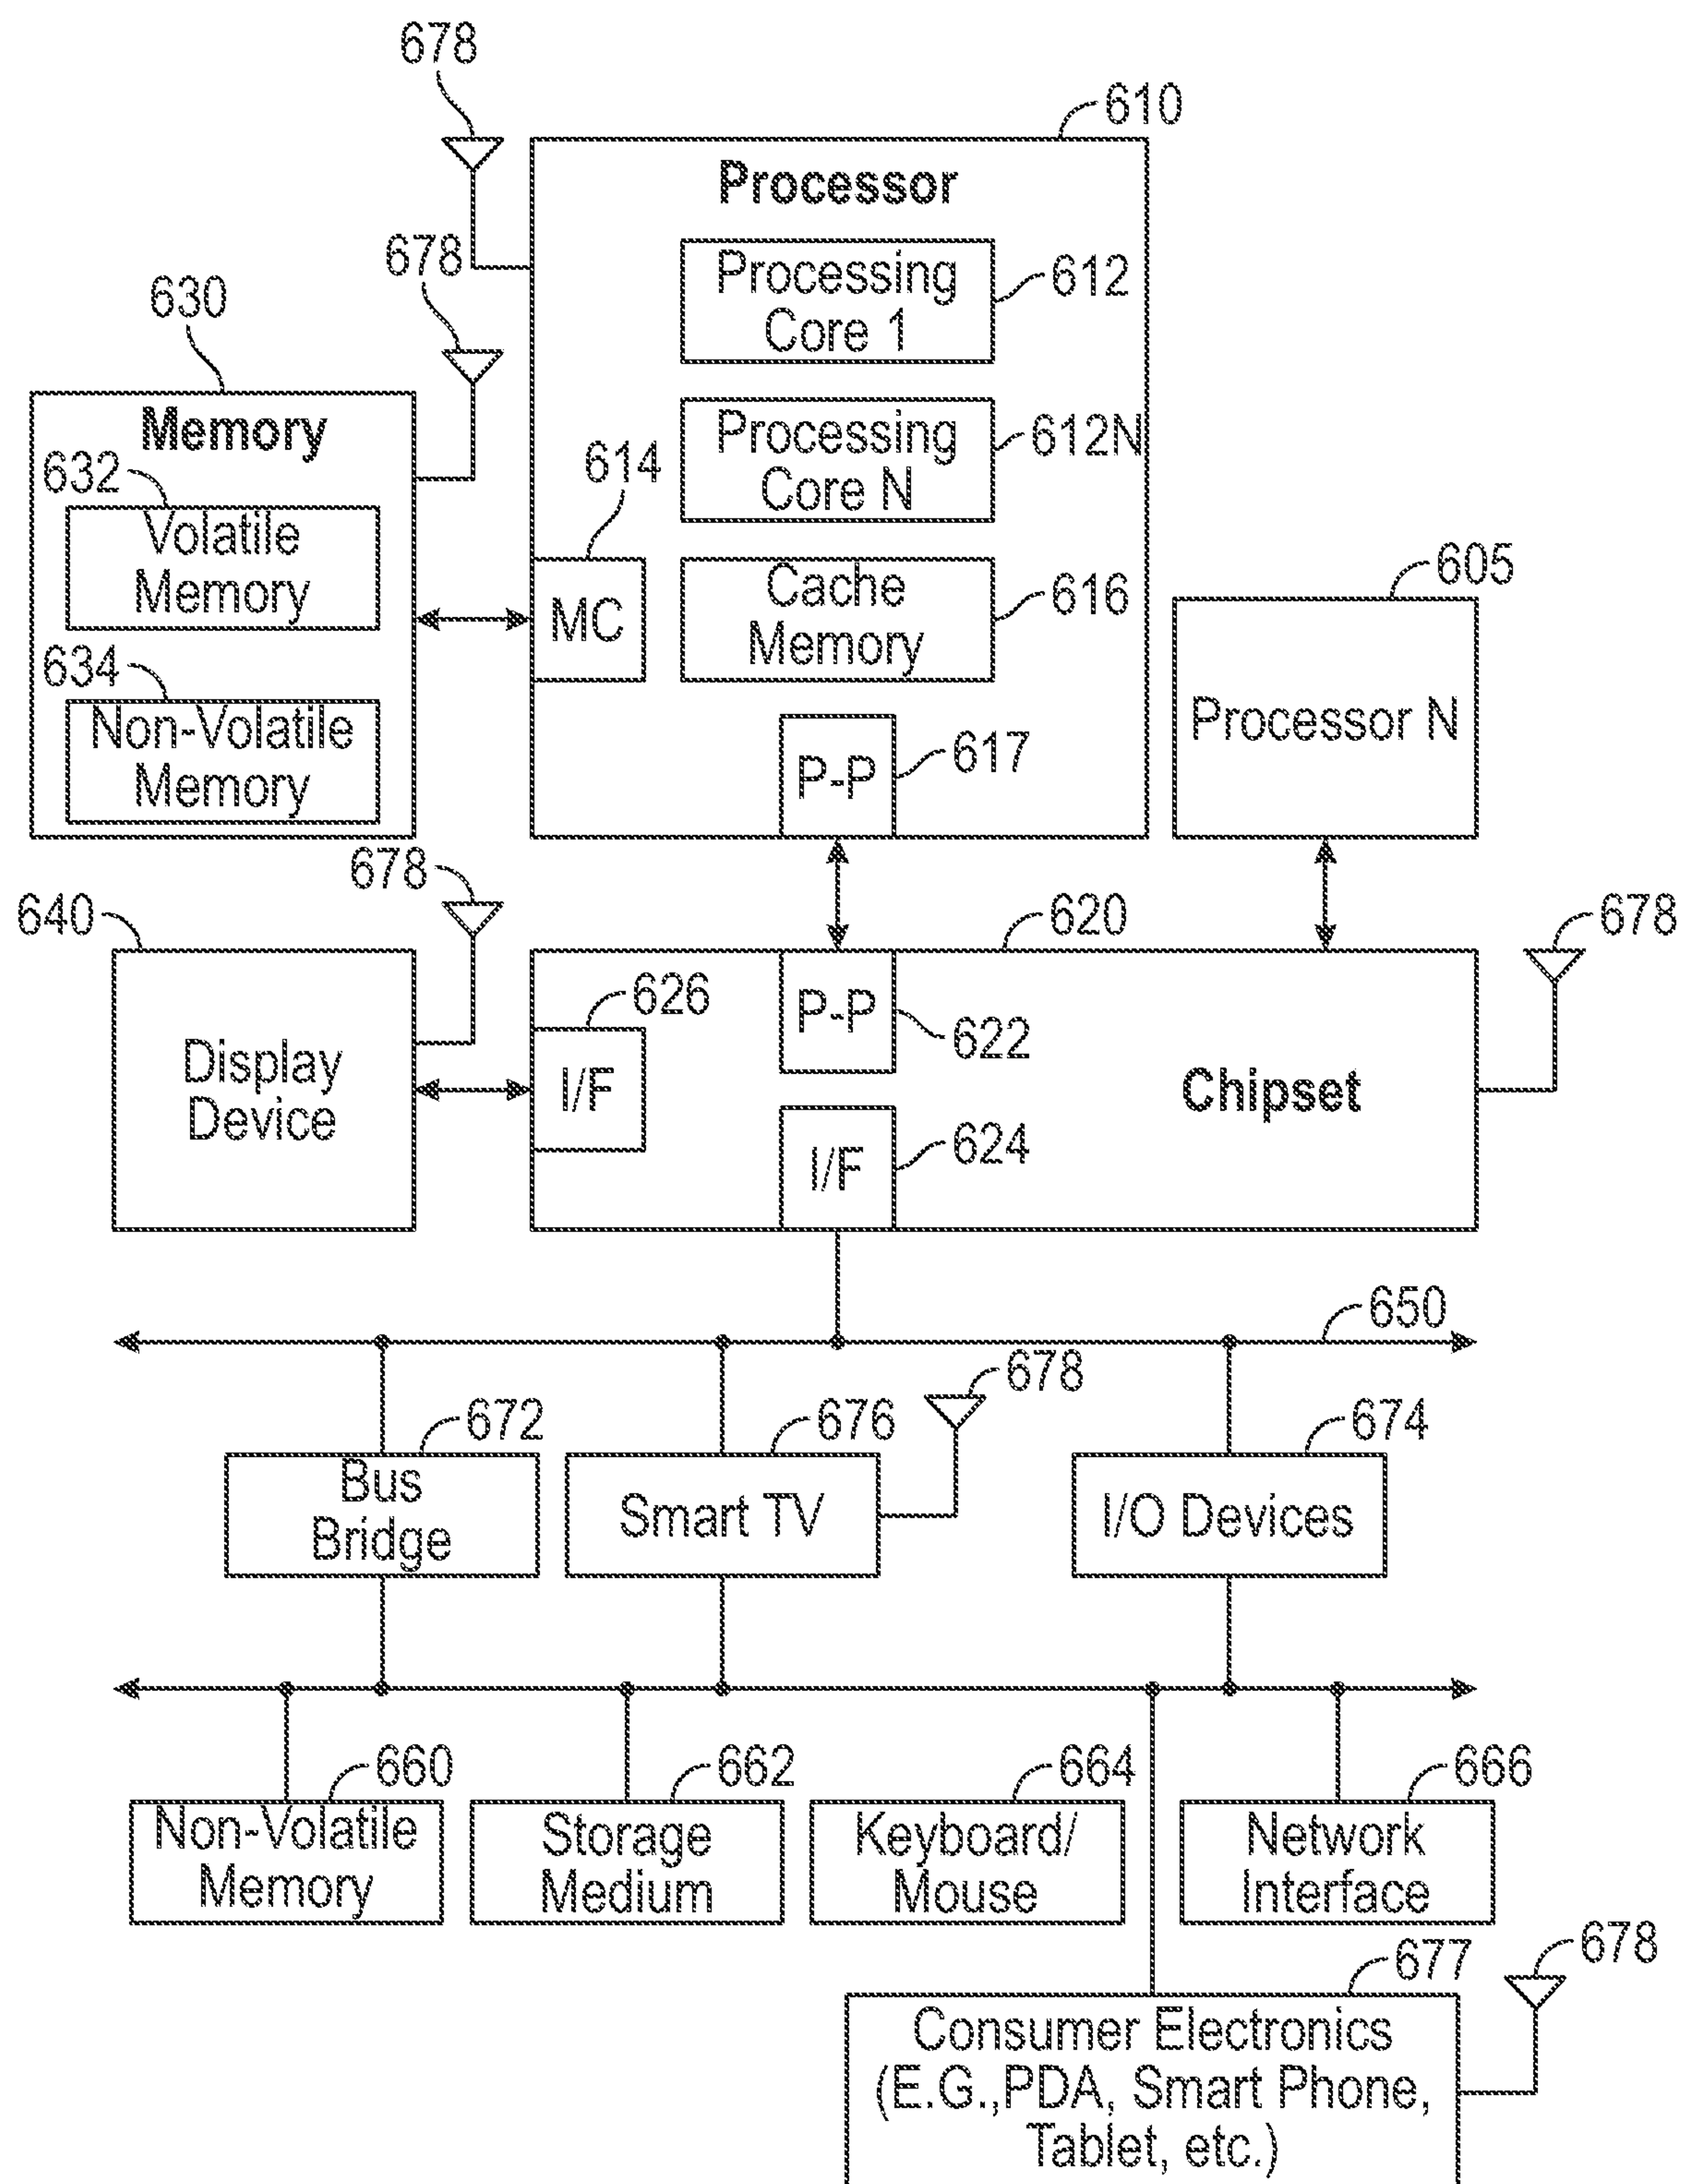 678
610
Processor
678
Processing
Core 1
612
630
Memory
Processing
Core N
612N
614
632
Volatile
Memory
MC
Cache
Memory
616
605
634
Non-Volatile
Memory
Processor N
P-P
617
678
640
620
678
626
P-P
622
Display
Device
I/F
Chipset
I/F
624
650
678
672
676
674
Bus
Bridge
Smart TV
I/O Devices
660
662
664
666
Non-Volatile
Memory
Storage
Medium
Keyboard/
Mouse
Network
Interface
677
678
Consumer Electronics
(E.G.,PDA, Smart Phone,
Tablet, etc.)